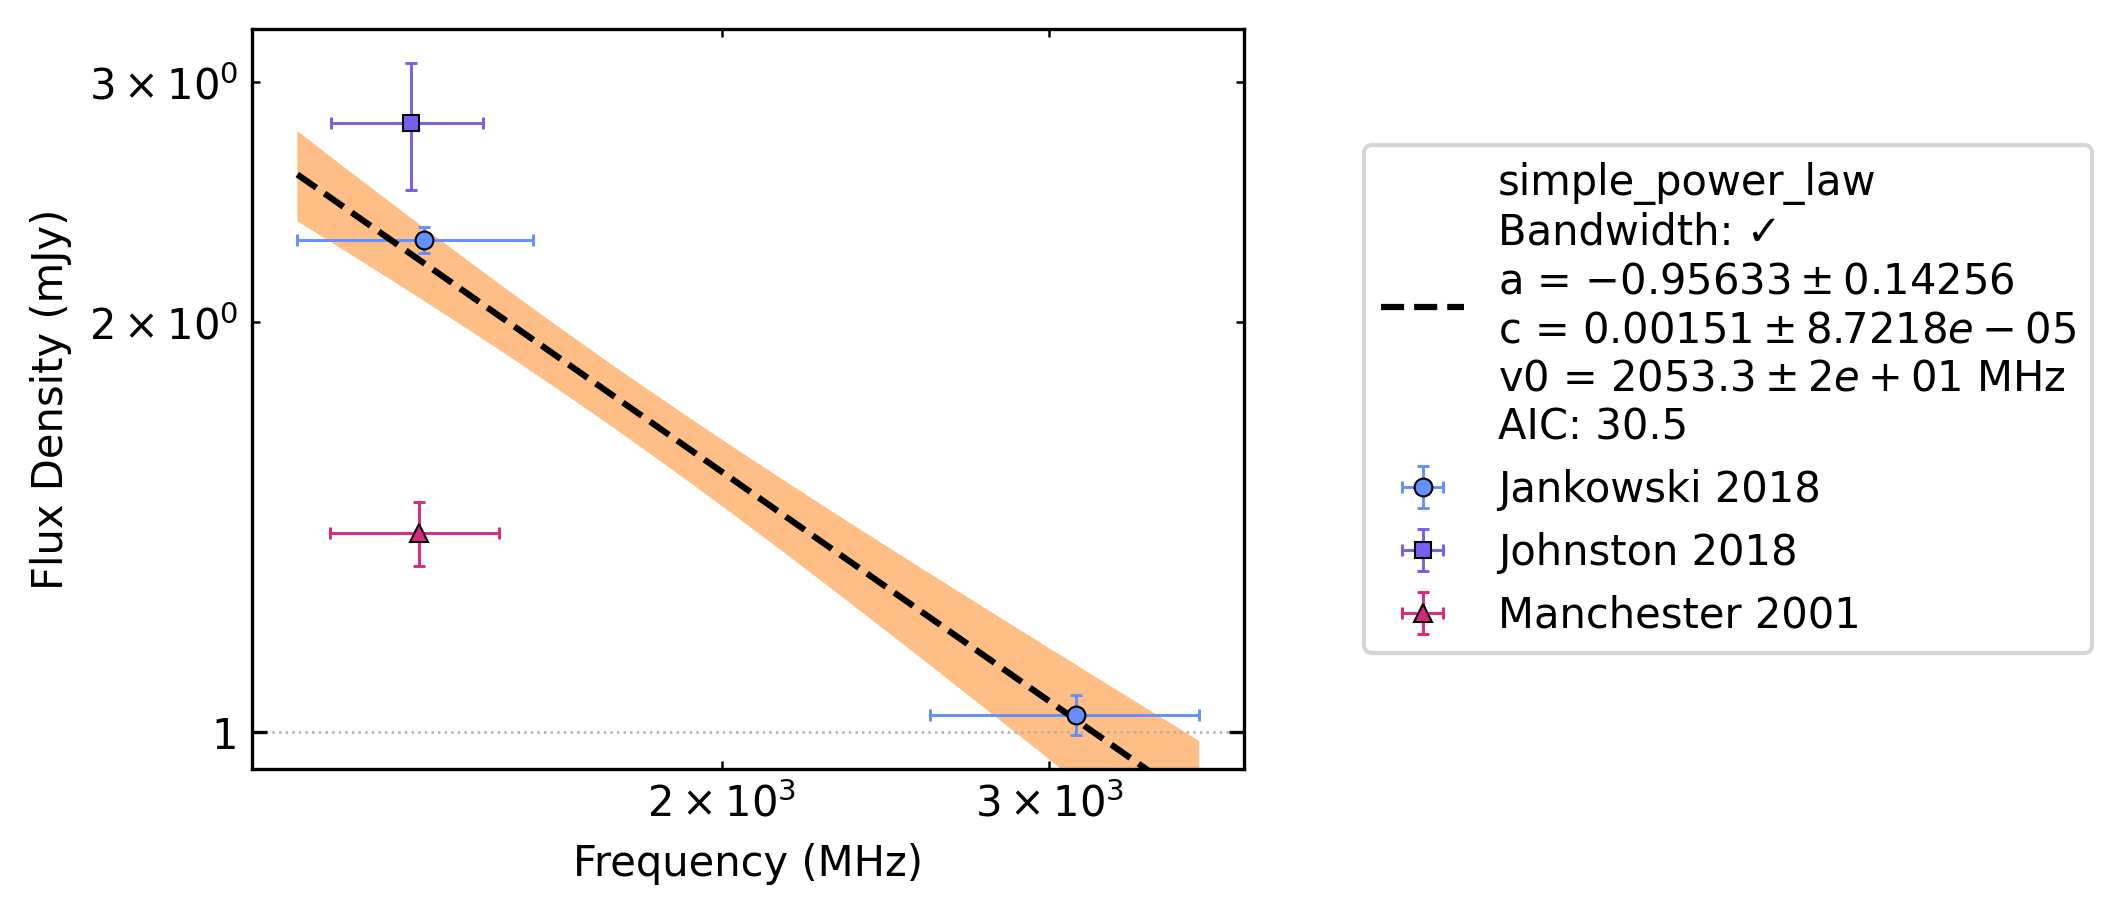 3 × 10⁰
2 × 10⁰
1
Flux Density (mJy)
2 × 10³
3 × 10³
Frequency (MHz)
simple_power_law
Bandwidth: ✓
a = −0.95633 ± 0.14256
c = 0.00151 ± 8.7218e − 05
v0 = 2053.3 ± 2e + 01 MHz
AIC: 30.5
Jankowski 2018
Johnston 2018
Manchester 2001